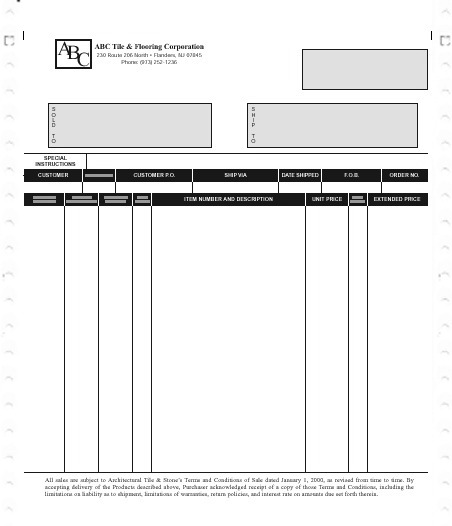 ABC
ABC Tile & Flooring Corporation
230 Route 206 North • Flanders, NJ 07845
Phone: (973) 252-1236
SOLD TO
SHIP TO
SPECIAL
INSTRUCTIONS
CUSTOMER CUSTOMER P.O. SHIP VIA DATE SHIPPED F.O.B. ORDER NO.
ITEM NUMBER AND DESCRIPTION UNIT PRICE EXTENDED PRICE
All sales are subject to Architectural Tile & Stone's Terms and Conditions of Sale dated January 1, 2000, as revised from time to time. By
accepting delivery of the Products described above, Purchaser acknowledged receipt of a copy of those Terms and Conditions, including the
limitations on liability as to shipment, limitations of warranties, return policies, and interest rate on amounts due set forth therein.